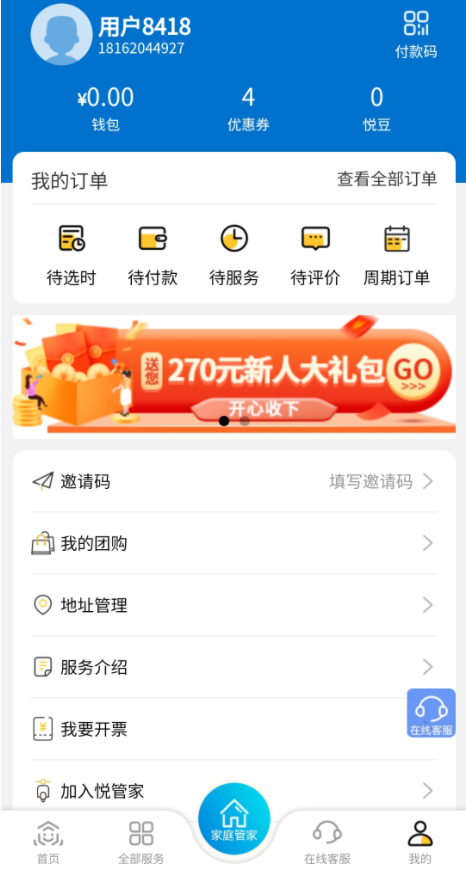 用户8418
18162044927
付款码
¥0.00
4
0
钱包
优惠券
悦豆
我的订单
查看全部订单
待选时
待付款
待服务
待评价
周期订单
送您 270元新人大礼包 GO
>>>
开心收下
邀请码
填写邀请码
我的团购
地址管理
服务介绍
在线客服
我要开票
加入悦管家
家庭管家
首页
全部服务
在线客服
我的